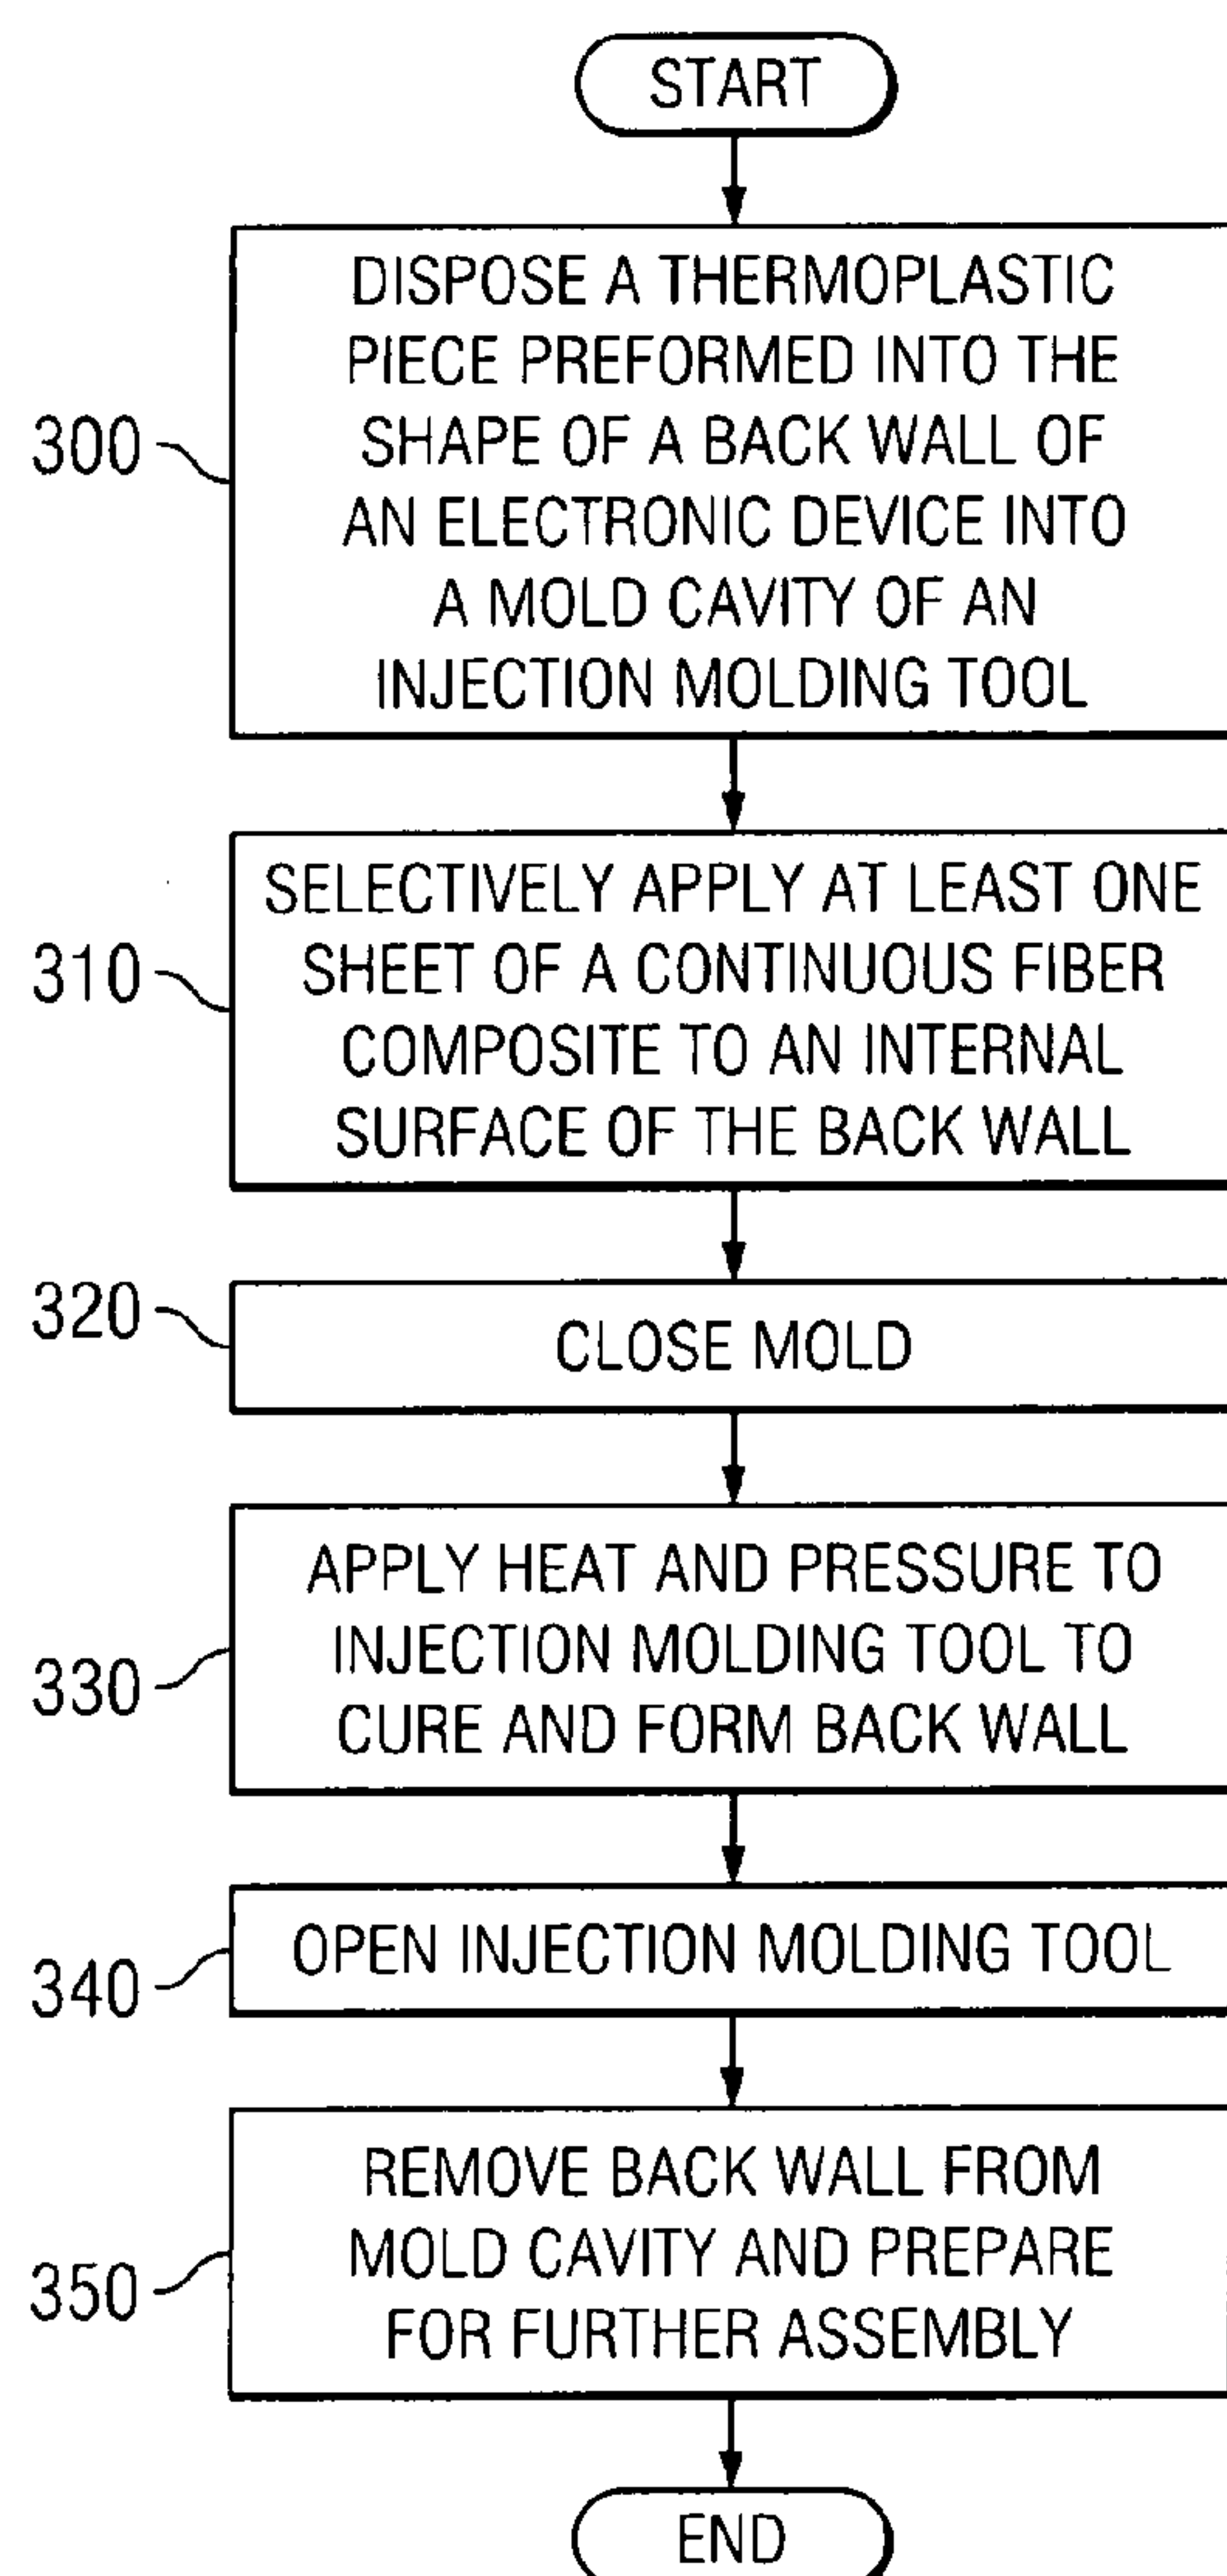 START
300
DISPOSE A THERMOPLASTIC
PIECE PREFORMED INTO THE
SHAPE OF A BACK WALL OF
AN ELECTRONIC DEVICE INTO
A MOLD CAVITY OF AN
INJECTION MOLDING TOOL
310
SELECTIVELY APPLY AT LEAST ONE
SHEET OF A CONTINUOUS FIBER
COMPOSITE TO AN INTERNAL
SURFACE OF THE BACK WALL
320
CLOSE MOLD
330
APPLY HEAT AND PRESSURE TO
INJECTION MOLDING TOOL TO
CURE AND FORM BACK WALL
340
OPEN INJECTION MOLDING TOOL
350
REMOVE BACK WALL FROM
MOLD CAVITY AND PREPARE
FOR FURTHER ASSEMBLY
END